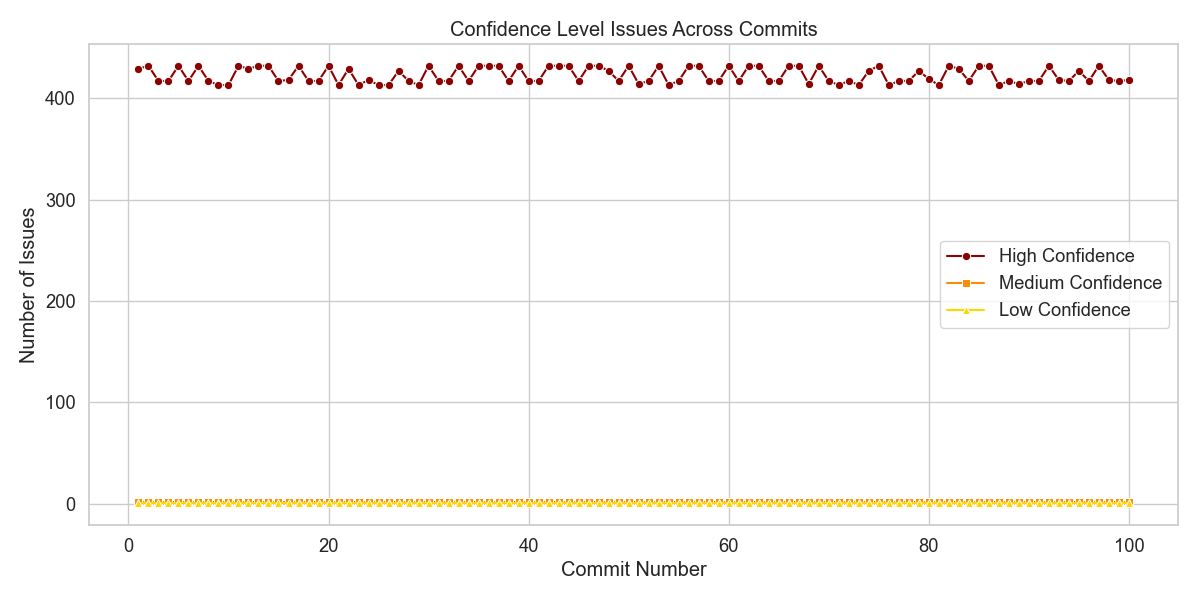 Confidence Level Issues Across Commits
Number of Issues
400
300
200
100
0
High Confidence
Medium Confidence
Low Confidence
0 20 40 60 80 100
Commit Number